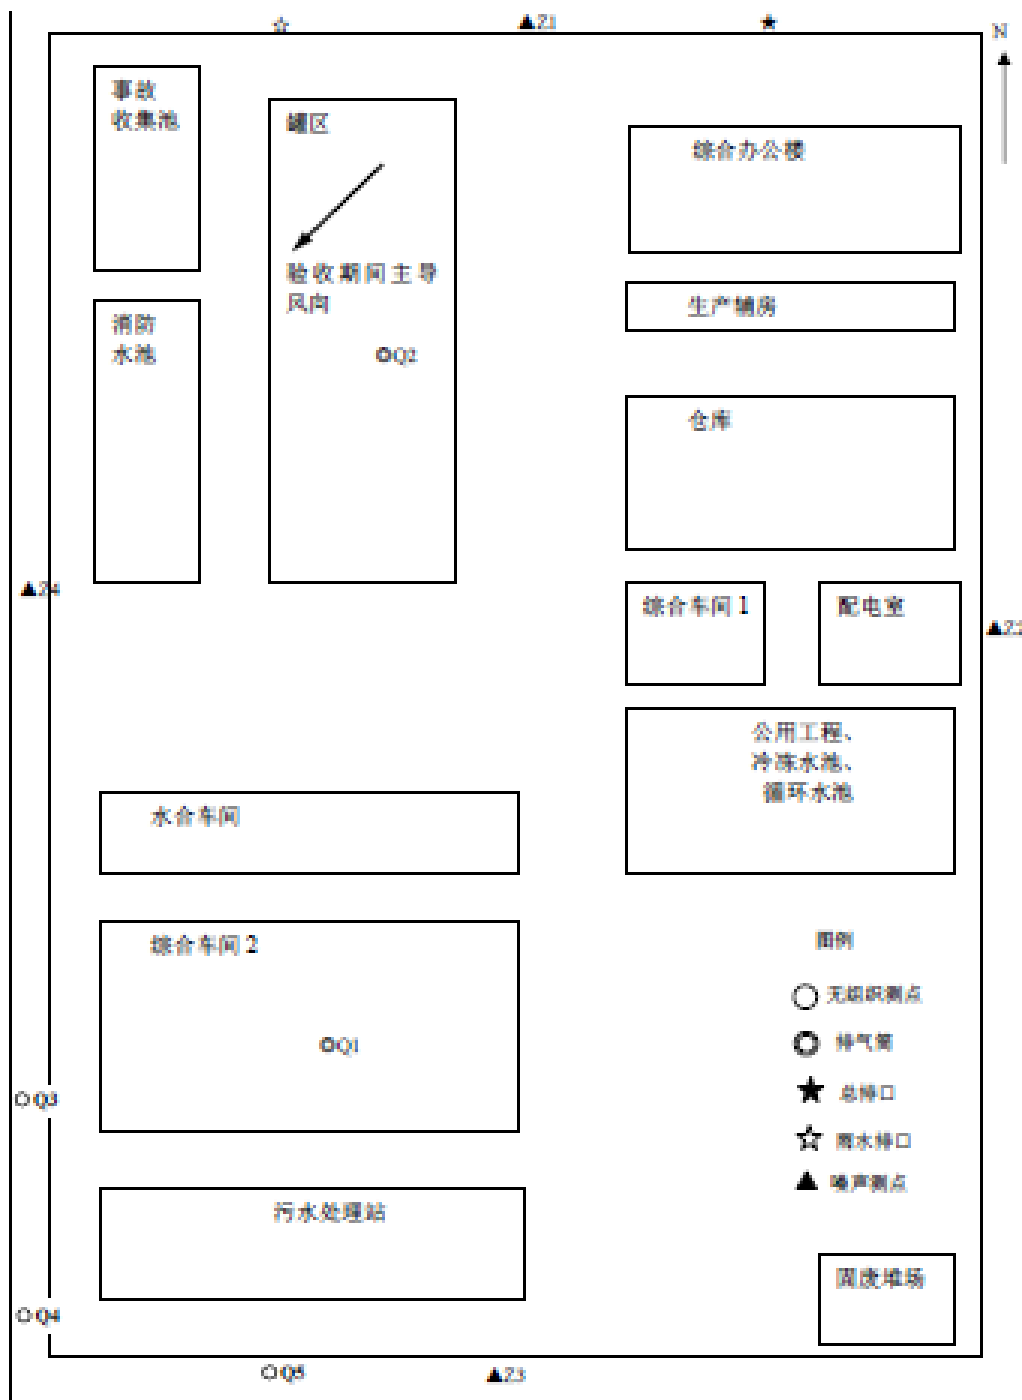 Z1
N
事故
收集池
罐区
综合办公楼
验收期间主导
风向
生产辅房
消防
水池
Q2
仓库
Z4
综合车间 1
配电室
Z2
公用工程、
冷冻水池、
循环水池
水合车间
综合车间 2
图例
无组织测点
Q1
排气筒
Q3
总排口
雨水排口
噪声测点
污水处理站
固废堆场
Q4
Q5
Z3